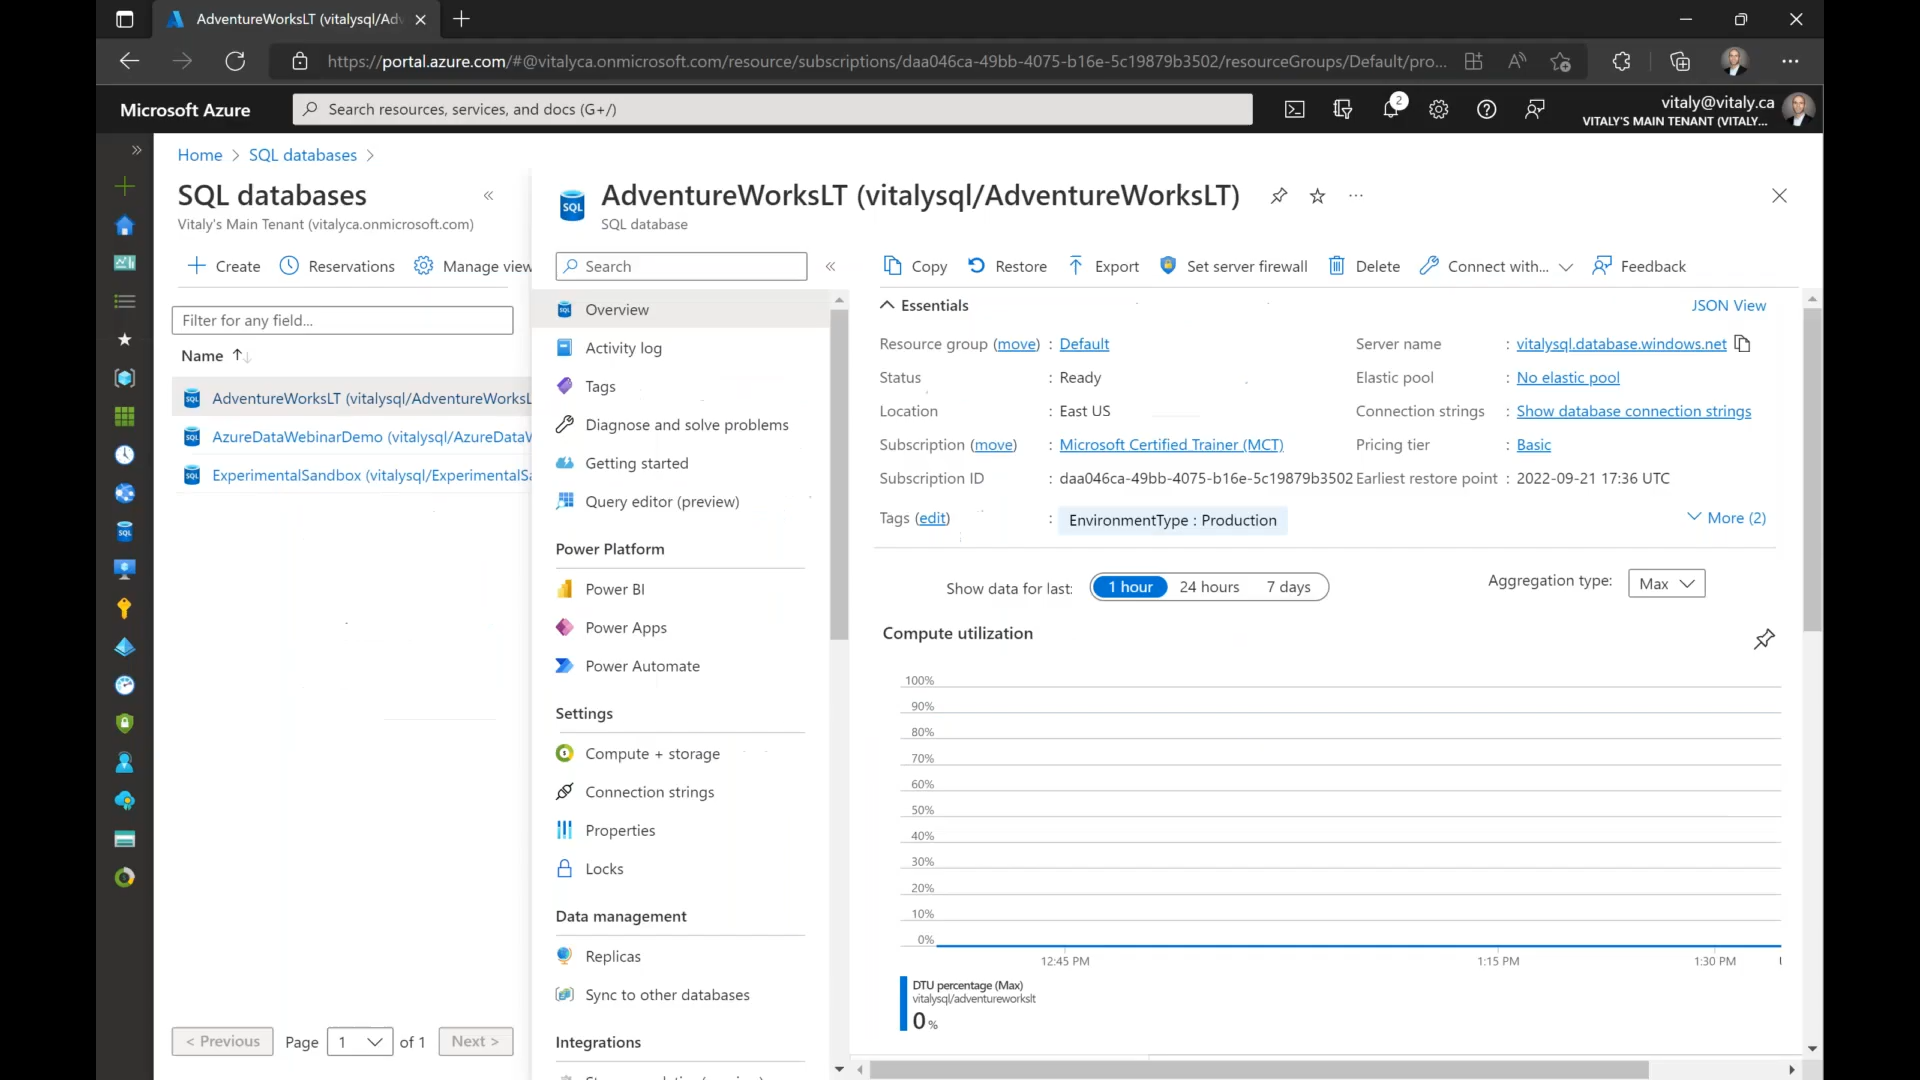 AdventureWorksLT (vitalysql/Adv
https://portal.azure.com/#@vitalyca.onmicrosoft.com/resource/subscriptions/daa046ca-49bb-4075-b16e-5c19879b3502/resourceGroups/Default/pro...
Microsoft Azure
Search resources, services, and docs (G+/)
2
vitaly@vitaly.ca
VITALY'S MAIN TENANT (VITALY...
Home > SQL databases >
SQL databases
Vitaly's Main Tenant (vitalyca.onmicrosoft.com)
Create
Reservations
Manage view
Filter for any field...
Name
AdventureWorksLT (vitalysql/AdventureWorksL
AzureDataWebinarDemo (vitalysql/AzureDataW
ExperimentalSandbox (vitalysql/ExperimentalSa
< Previous
Page
1
of 1
Next >
AdventureWorksLT (vitalysql/AdventureWorksLT)
SQL database
Search
Overview
Activity log
Tags
Diagnose and solve problems
Getting started
Query editor (preview)
Power Platform
Power BI
Power Apps
Power Automate
Settings
Compute + storage
Connection strings
Properties
Locks
Data management
Replicas
Sync to other databases
Integrations
Copy
Restore
Export
Set server firewall
Delete
Connect with...
Feedback
Essentials
JSON View
Resource group (move) : Default
Status : Ready
Location : East US
Subscription (move) : Microsoft Certified Trainer (MCT)
Subscription ID : daa046ca-49bb-4075-b16e-5c19879b3502
Tags (edit) : EnvironmentType : Production
Server name : vitalysql.database.windows.net
Elastic pool : No elastic pool
Connection strings : Show database connection strings
Pricing tier : Basic
Earliest restore point : 2022-09-21 17:36 UTC
More (2)
Show data for last:
1 hour
24 hours
7 days
Aggregation type:
Max
Compute utilization
100%
90%
80%
70%
60%
50%
40%
30%
20%
10%
0%
12:45 PM
1:15 PM
1:30 PM
DTU percentage (Max)
vitalysql/adventureworkslt
0 %